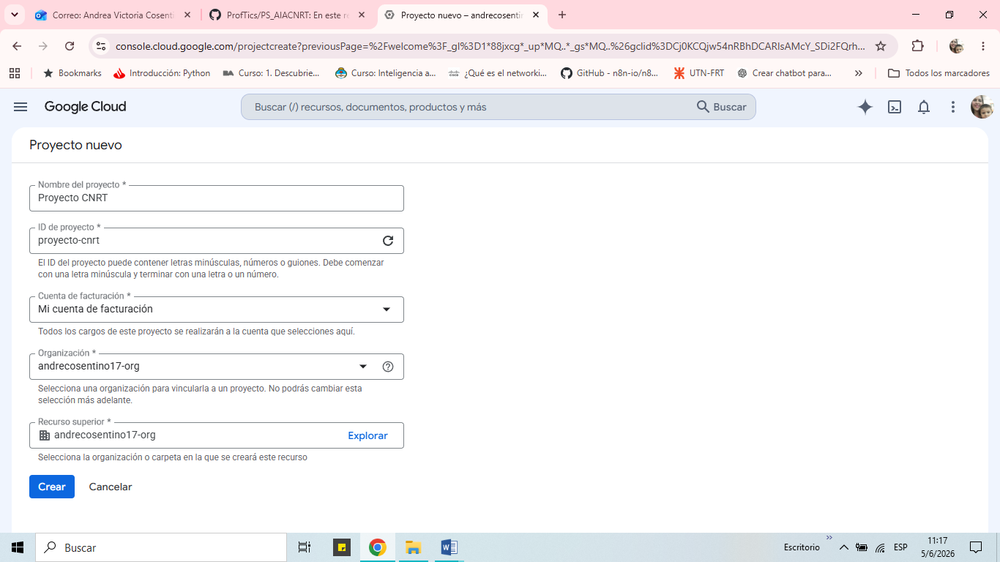 Correo: Andrea Victoria Cosenti
ProfTics/PS_AIACNRT: En este re
Proyecto nuevo – andrecosentin
console.cloud.google.com/projectcreate?previousPage=%2Fwelcome%3F_gl%3D1*88jxcg*_up*MQ..*_gs*MQ..%26gclid%3DCj0KCQjw54nRBhDCARIsAMcY_SDi2FQrh...
Bookmarks
Introducción: Python
Curso: 1. Descubrie...
Curso: Inteligencia a...
¿Qué es el networki...
GitHub - n8n-io/n8...
UTN-FRT
Crear chatbot para...
»
Todos los marcadores
Google Cloud
Buscar (/) recursos, documentos, productos y más
Buscar
Proyecto nuevo
Nombre del proyecto *
Proyecto CNRT
ID de proyecto *
proyecto-cnrt
El ID del proyecto puede contener letras minúsculas, números o guiones. Debe comenzar
con una letra minúscula y terminar con una letra o un número.
Cuenta de facturación *
Mi cuenta de facturación
Todos los cargos de este proyecto se realizarán a la cuenta que selecciones aquí.
Organización *
andrecosentino17-org
Selecciona una organización para vincularla a un proyecto. No podrás cambiar esta
selección más adelante.
Recurso superior *
andrecosentino17-org
Explorar
Selecciona la organización o carpeta en la que se creará este recurso
Crear
Cancelar
Buscar
Escritorio
»
ESP
11:17
5/6/2026